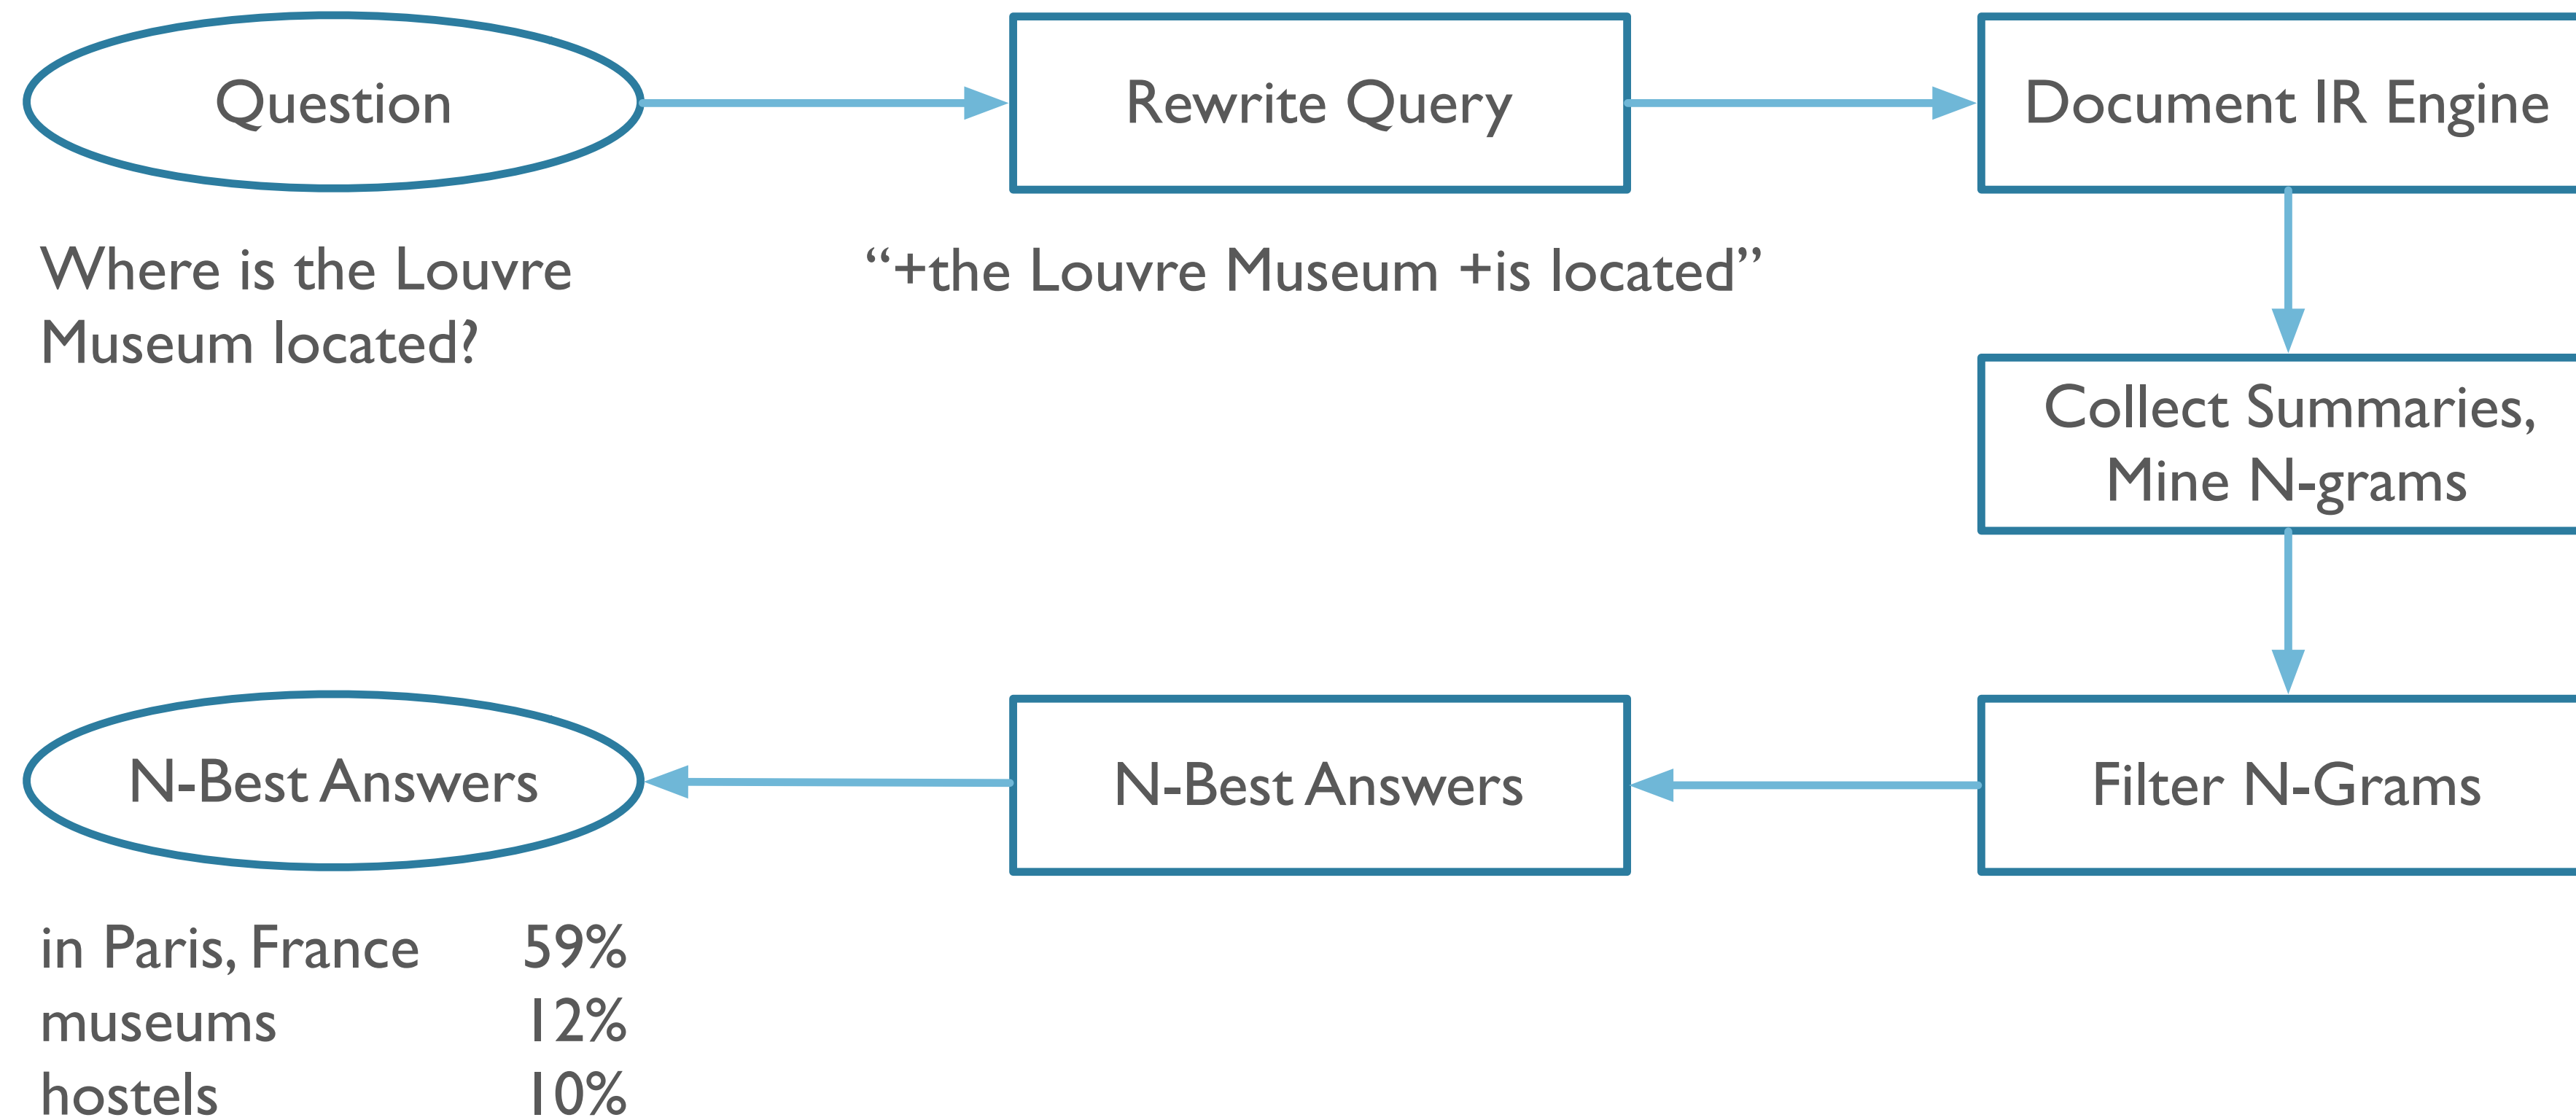 Question
Rewrite Query
Document IR Engine
Where is the Louvre
Museum located?
“+the Louvre Museum +is located”
Collect Summaries,
Mine N-grams
N-Best Answers
N-Best Answers
Filter N-Grams
in Paris, France 59%
museums 12%
hostels 10%